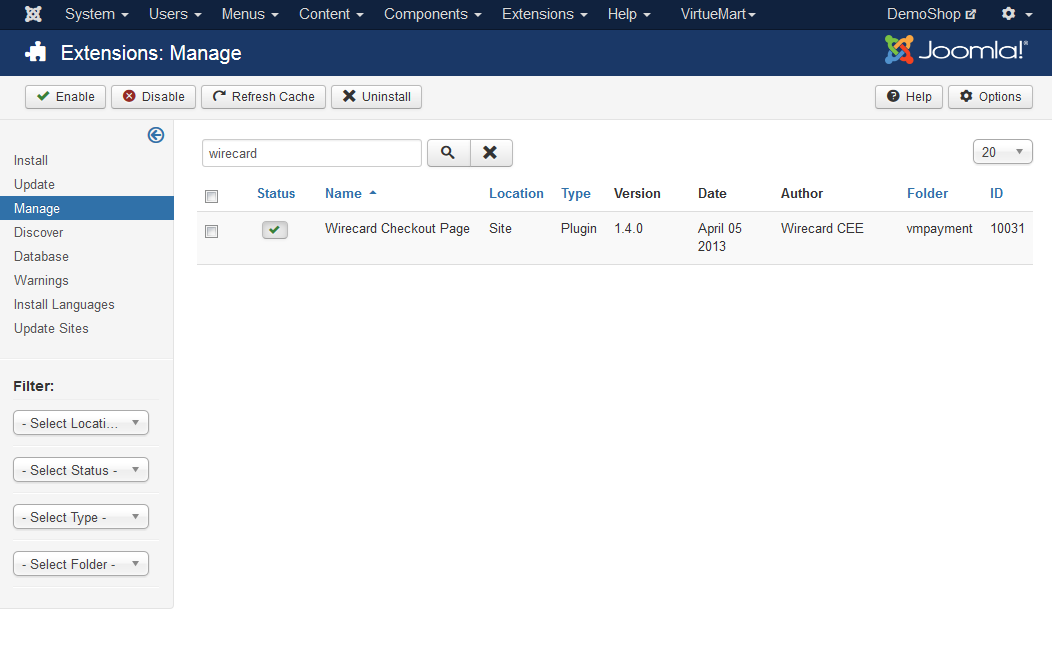 System Users Menus Content Components Extensions Help VirtueMart DemoShop
Extensions: Manage Joomla!®
Enable Disable Refresh Cache Uninstall Help Options
Install
Update
Manage
Discover
Database
Warnings
Install Languages
Update Sites
Filter:
- Select Locati...
- Select Status -
- Select Type -
- Select Folder -
wirecard 20
Status Name Location Type Version Date Author Folder ID
Wirecard Checkout Page Site Plugin 1.4.0 April 05 Wirecard CEE vmpayment 10031
2013